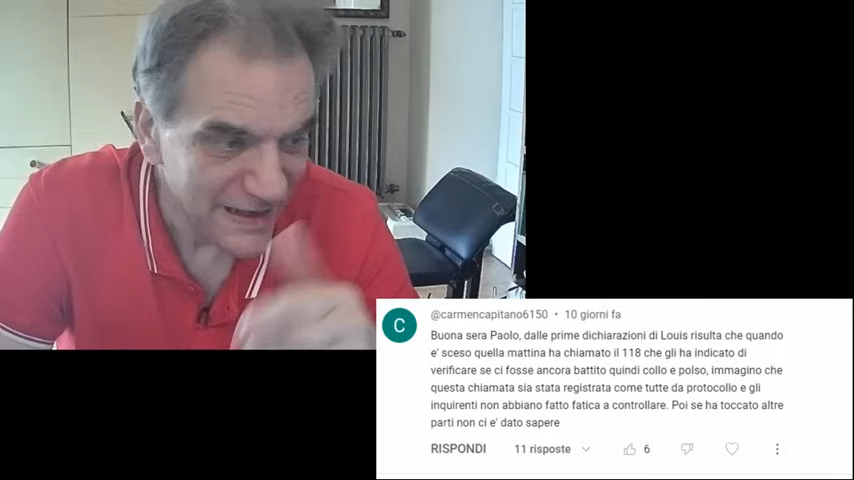 C
@carmencapitano6150 • 10 giorni fa
Buona sera Paolo, dalle prime dichiarazioni di Louis risulta che quando
e' sceso quella mattina ha chiamato il 118 che gli ha indicato di
verificare se ci fosse ancora battito quindi collo e polso, immagino che
questa chiamata sia stata registrata come tutte da protocollo e gli
inquirenti non abbiano fatto fatica a controllare. Poi se ha toccato altre
parti non ci e' dato sapere
RISPONDI 11 risposte 6